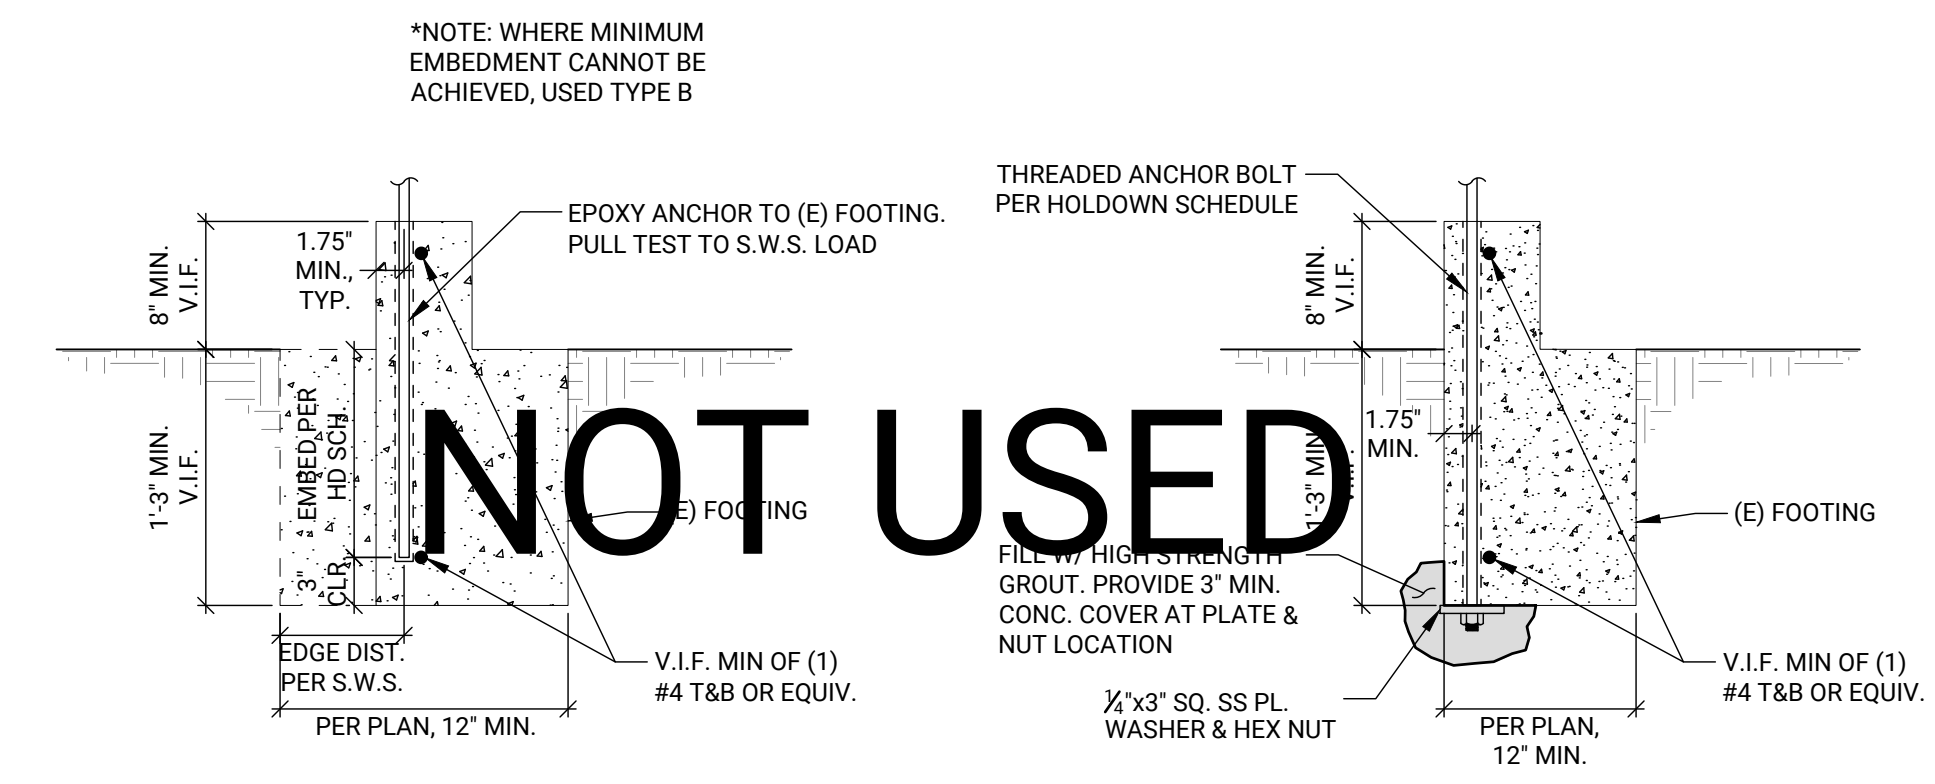 *NOTE: WHERE MINIMUM
EMBEDMENT CANNOT BE
ACHIEVED, USED TYPE B
EPOXY ANCHOR TO (E) FOOTING.
PULL TEST TO S.W.S. LOAD
1.75"
MIN.,
TYP.
8" MIN.
V.I.F.
1'-3" MIN.
V.I.F.
EMBED PER
HD SCH.
3"
CLR.
(E) FOOTING
EDGE DIST.
PER S.W.S.
PER PLAN, 12" MIN.
V.I.F. MIN OF (1)
#4 T&B OR EQUIV.
NOT USED
THREADED ANCHOR BOLT
PER HOLDOWN SCHEDULE
8" MIN.
V.I.F.
1.75"
MIN.
1'-3" MIN.
V.I.F.
(E) FOOTING
FILL W/ HIGH STRENGTH
GROUT. PROVIDE 3" MIN.
CONC. COVER AT PLATE &
NUT LOCATION
1/4"x3" SQ. SS PL.
WASHER & HEX NUT
V.I.F. MIN OF (1)
#4 T&B OR EQUIV.
PER PLAN,
12" MIN.